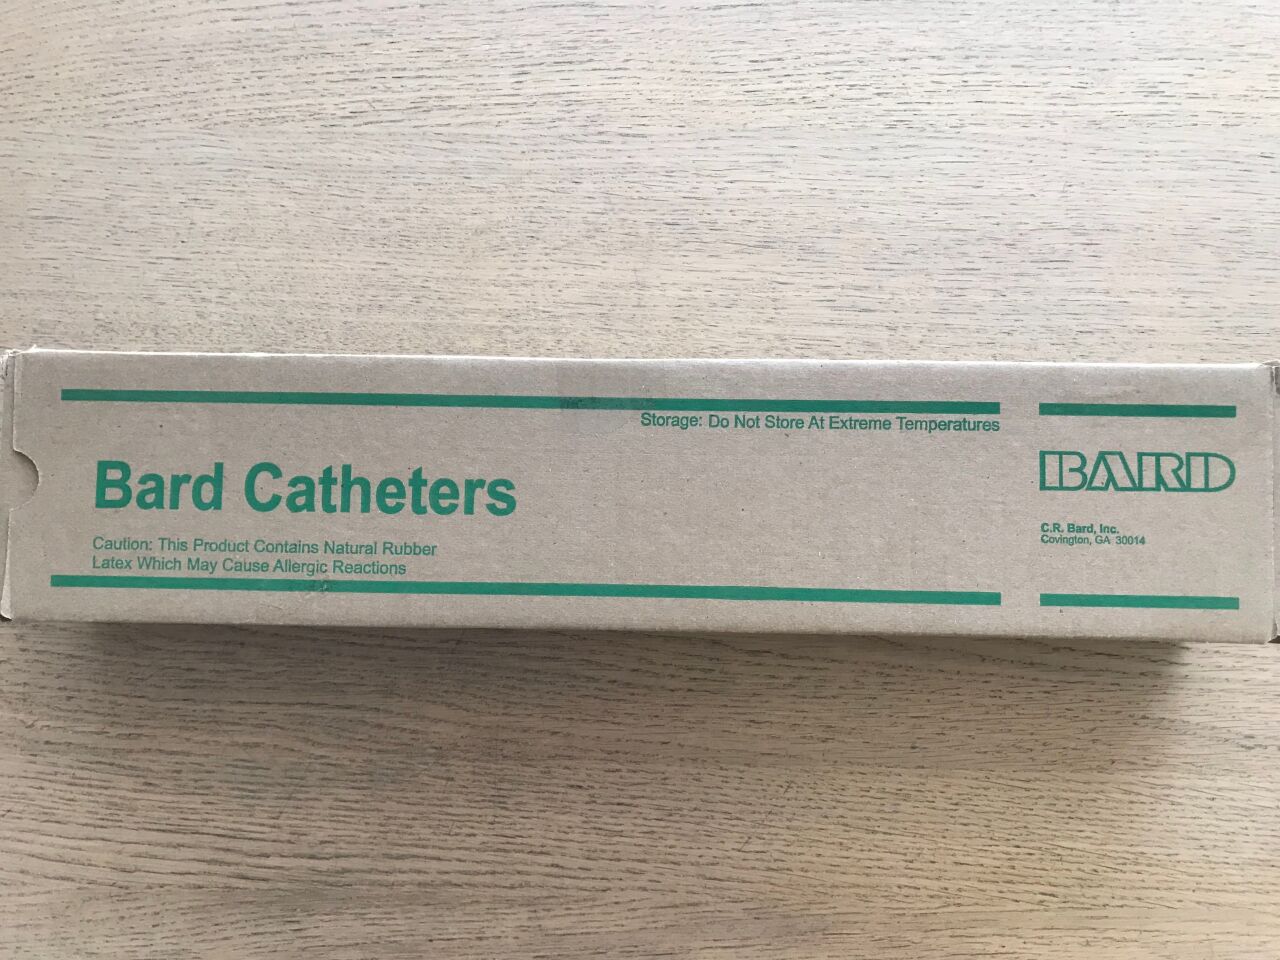 Storage: Do Not Store At Extreme Temperatures
Bard Catheters
Caution: This Product Contains Natural Rubber
Latex Which May Cause Allergic Reactions
BARD
C.R. Bard, Inc.
Covington, GA 30014